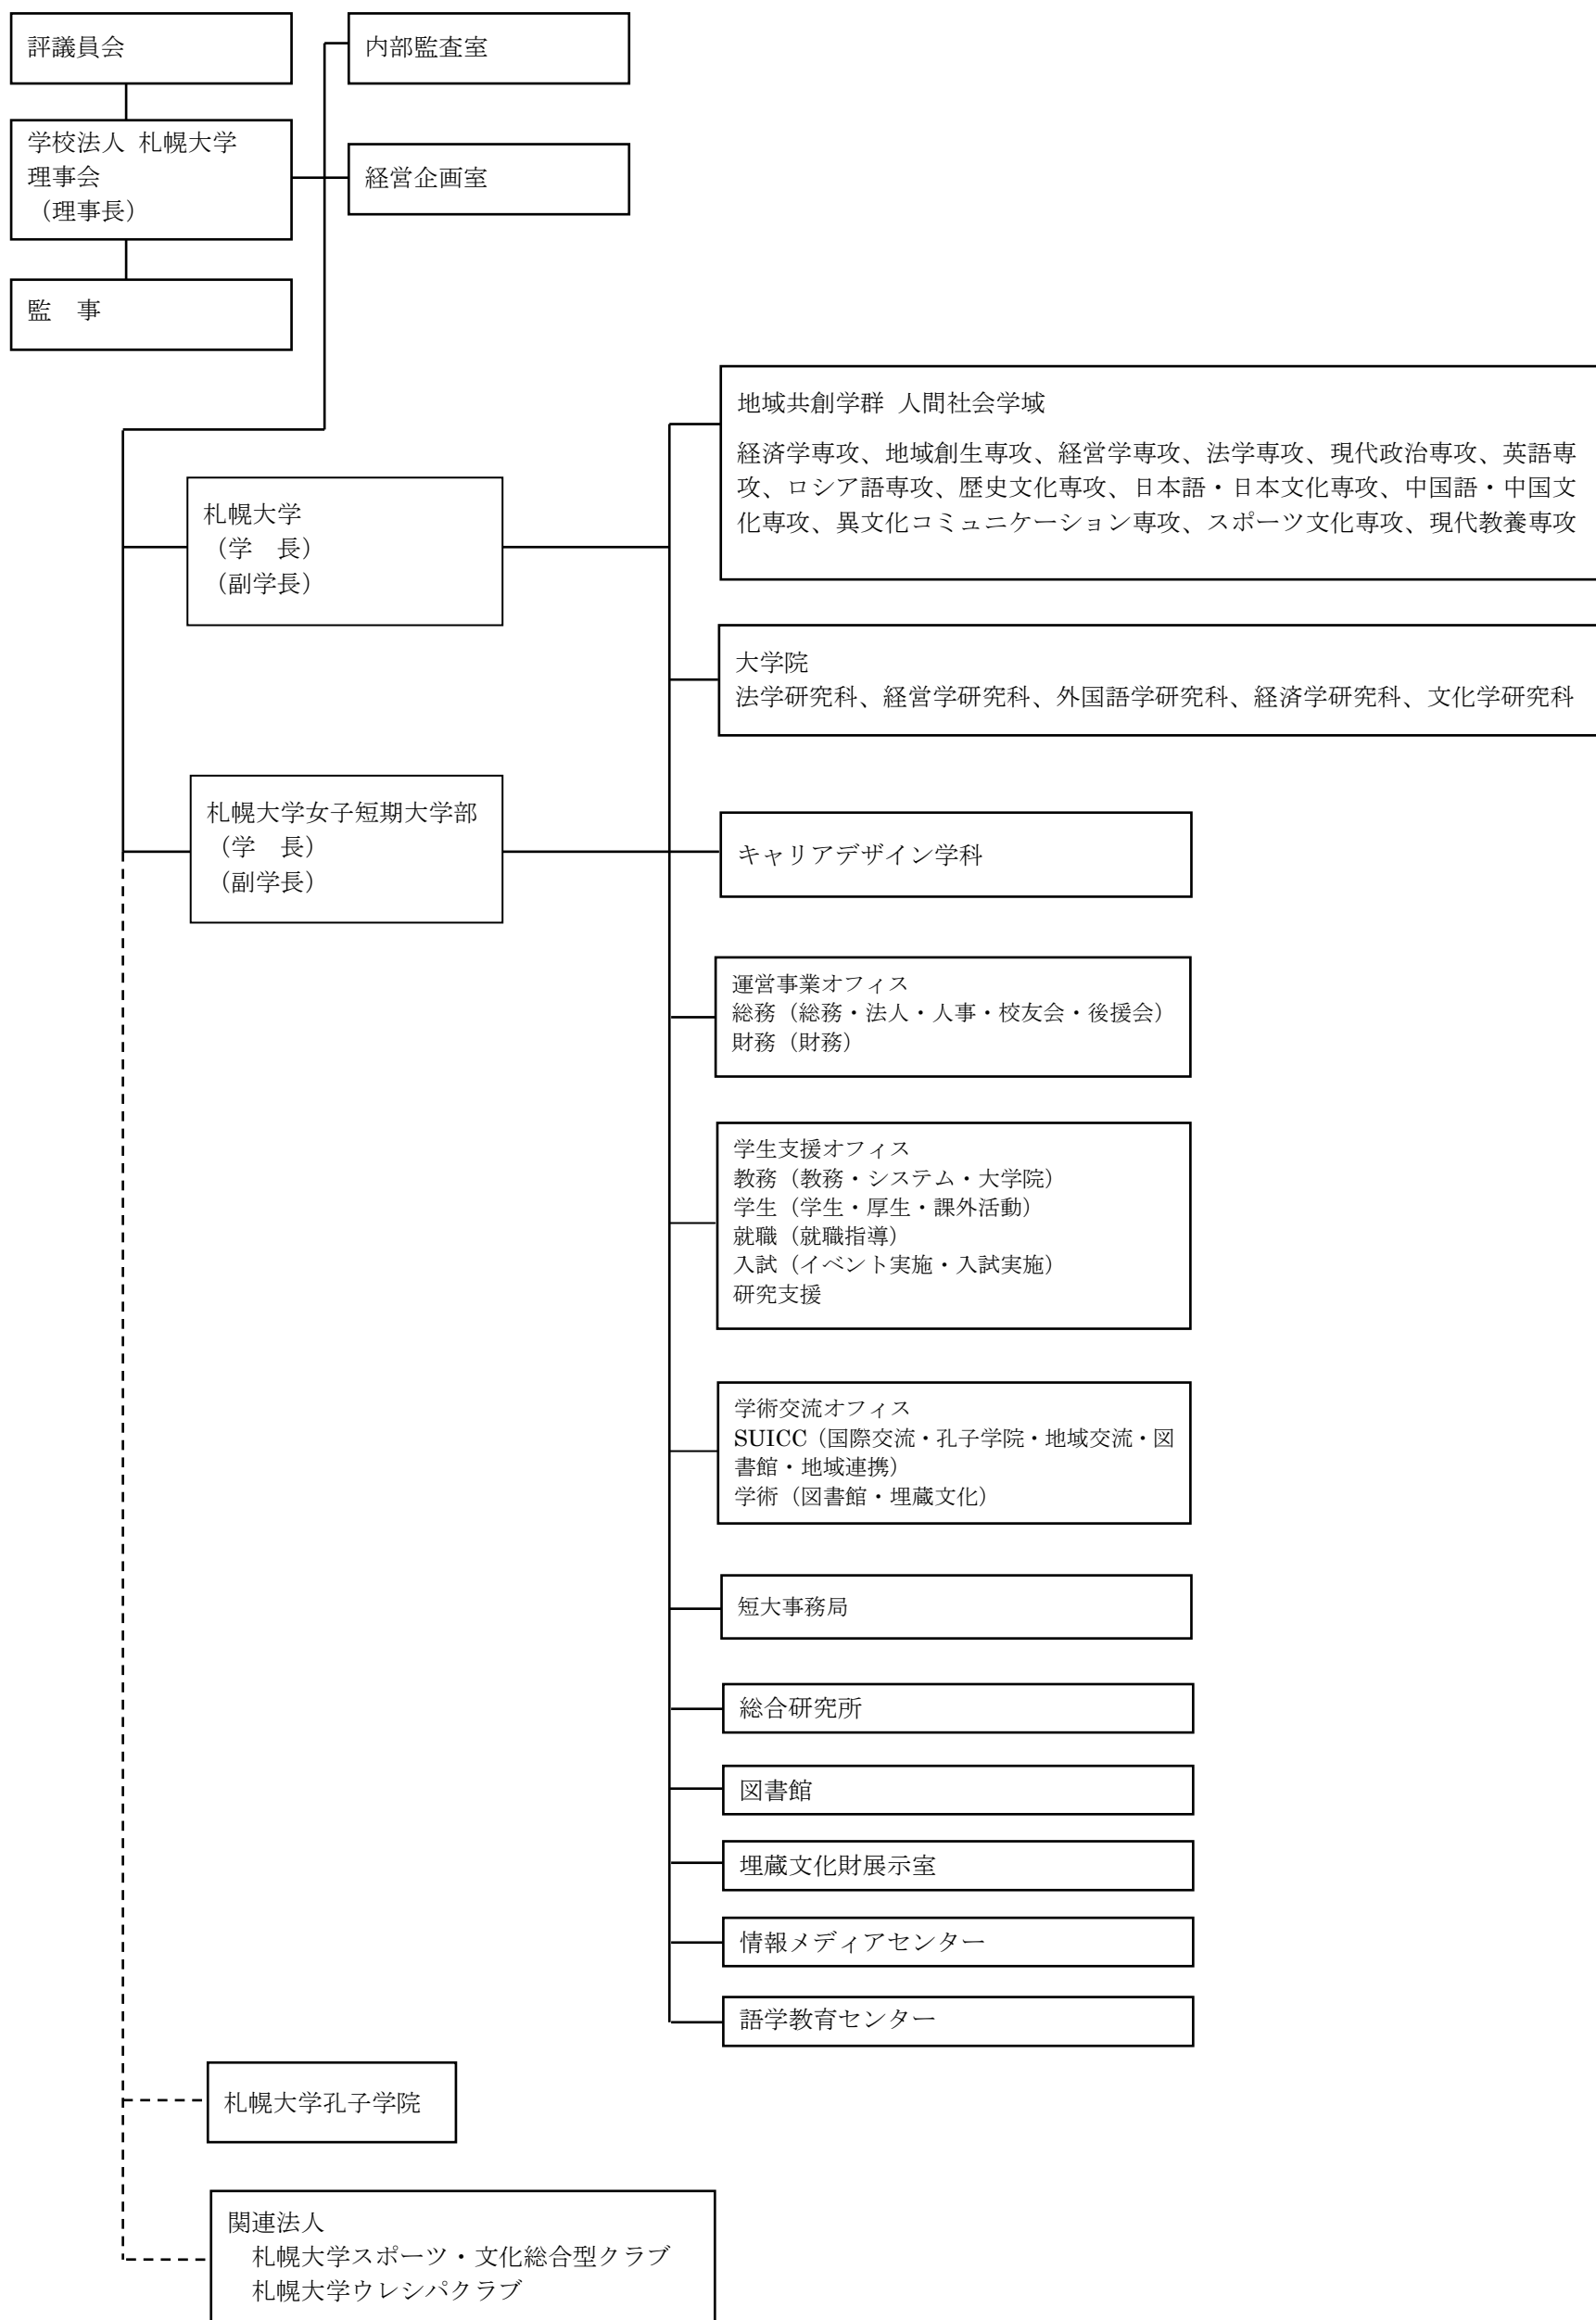 評議員会
内部監査室
学校法人 札幌大学
理事会
（理事長）
経営企画室
監　事
地域共創学群 人間社会学域
経済学専攻、地域創生専攻、経営学専攻、法学専攻、現代政治専攻、英語専
攻、ロシア語専攻、歴史文化専攻、日本語・日本文化専攻、中国語・中国文
化専攻、異文化コミュニケーション専攻、スポーツ文化専攻、現代教養専攻
札幌大学
（学　長）
（副学長）
大学院
法学研究科、経営学研究科、外国語学研究科、経済学研究科、文化学研究科
札幌大学女子短期大学部
（学　長）
（副学長）
キャリアデザイン学科
運営事業オフィス
総務（総務・法人・人事・校友会・後援会）
財務（財務）
学生支援オフィス
教務（教務・システム・大学院）
学生（学生・厚生・課外活動）
就職（就職指導）
入試（イベント実施・入試実施）
研究支援
学術交流オフィス
SUICC（国際交流・孔子学院・地域交流・図
書館・地域連携）
学術（図書館・埋蔵文化）
短大事務局
総合研究所
図書館
埋蔵文化財展示室
情報メディアセンター
語学教育センター
札幌大学孔子学院
関連法人
札幌大学スポーツ・文化総合型クラブ
札幌大学ウレシパクラブ